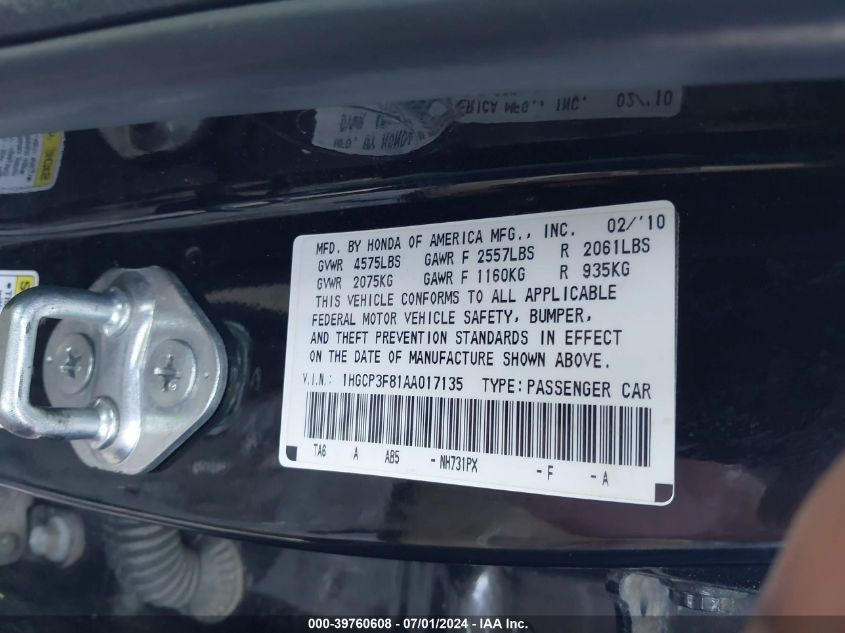 MFD. BY HONDA OF AMERICA MFG., INC. 02/'10
GVWR 4575LBS GAWR F 2557LBS R 2061LBS
GVWR 2075KG GAWR F 1160KG R 935KG
THIS VEHICLE CONFORMS TO ALL APPLICABLE
FEDERAL MOTOR VEHICLE SAFETY, BUMPER,
AND THEFT PREVENTION STANDARDS IN EFFECT
ON THE DATE OF MANUFACTURE SHOWN ABOVE.
V.I.N.: 1HGCP3F81AA017135 TYPE: PASSENGER CAR
TA6 A AB5 - NH731PX - F - A
000-39760608 - 07/01/2024 - IAA Inc.